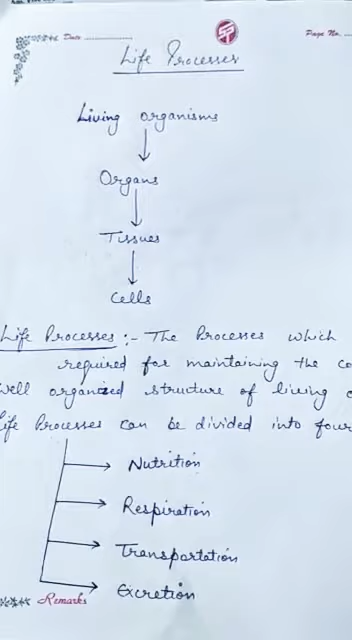 Date
Page No.
Life Processes
Living organisms
Organs
Tissues
Cells
Life Processes :- The Processes which
required for maintaining the
well organized structure of living
Life Processes can be divided into four
Nutrition
Respiration
Transportation
Excretion
Remarks